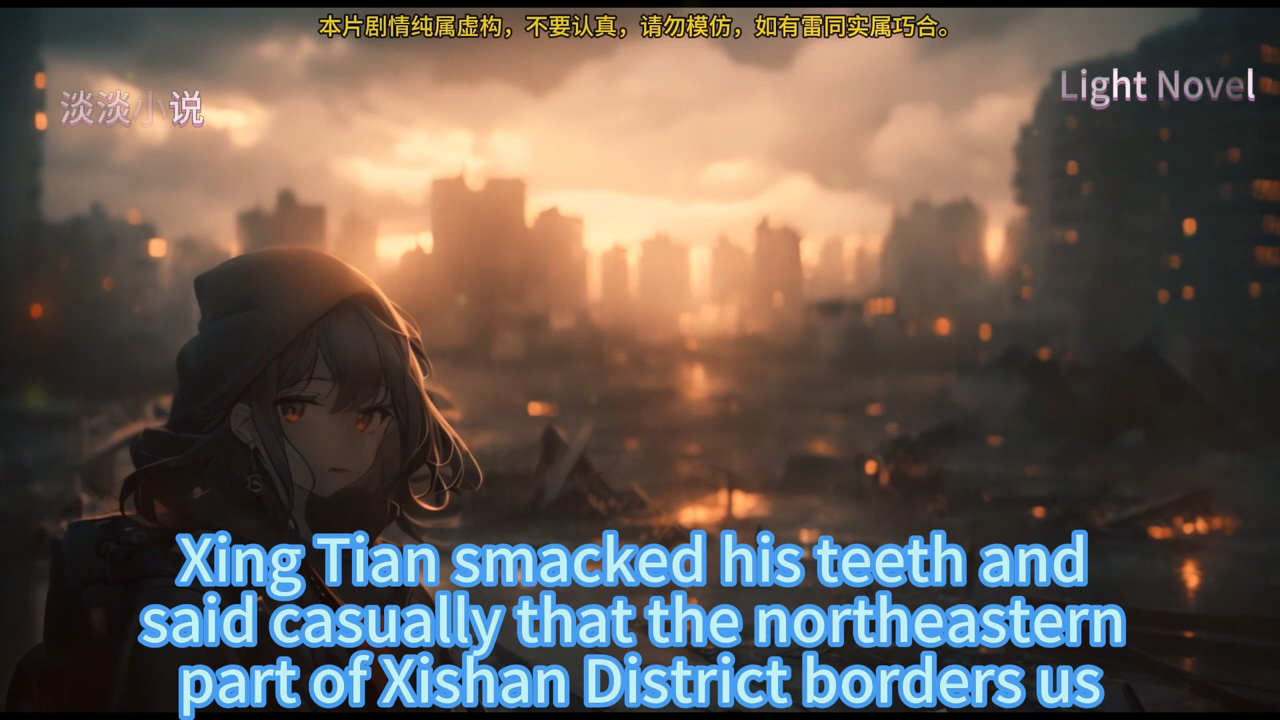 本片剧情纯属虚构，不要认真，请勿模仿，如有雷同实属巧合。
淡淡小说
Light Novel
Xing Tian smacked his teeth and
said casually that the northeastern
part of Xishan District borders us